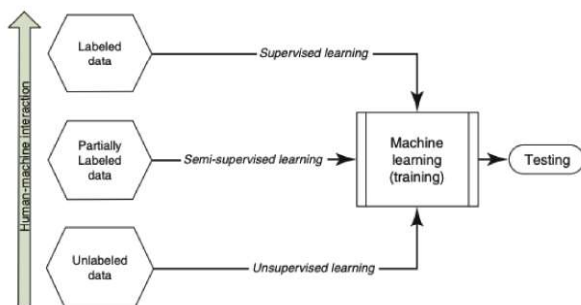 Human-machine interaction
Labeled
data
Supervised learning
Partially
Labeled
data
Semi-supervised learning
Machine
learning
(training)
Testing
Unlabeled
data
Unsupervised learning